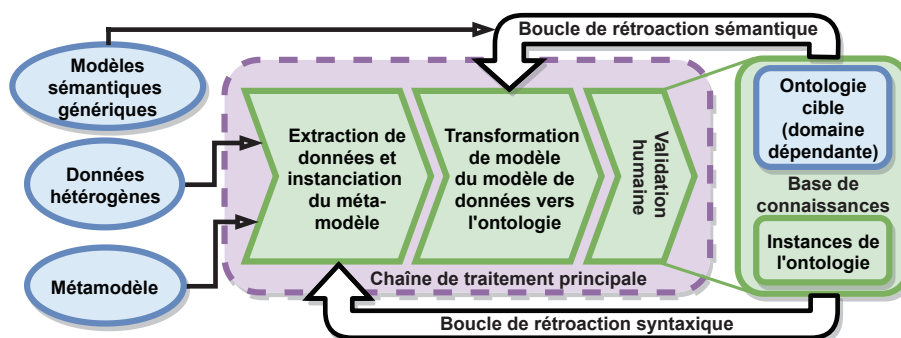 Boucle de rétroaction sémantique
Modèles
sémantiques
génériques
Données
hétérogènes
Métamodèle
Extraction de
données et
instanciation
du méta-
modèle
Transformation
de modèle
du modèle de
données vers
l'ontologie
Validation
humaine
Chaîne de traitement principale
Ontologie
cible
(domaine
dépendante)
Base de
connaissances
Instances de
l'ontologie
Boucle de rétroaction syntaxique